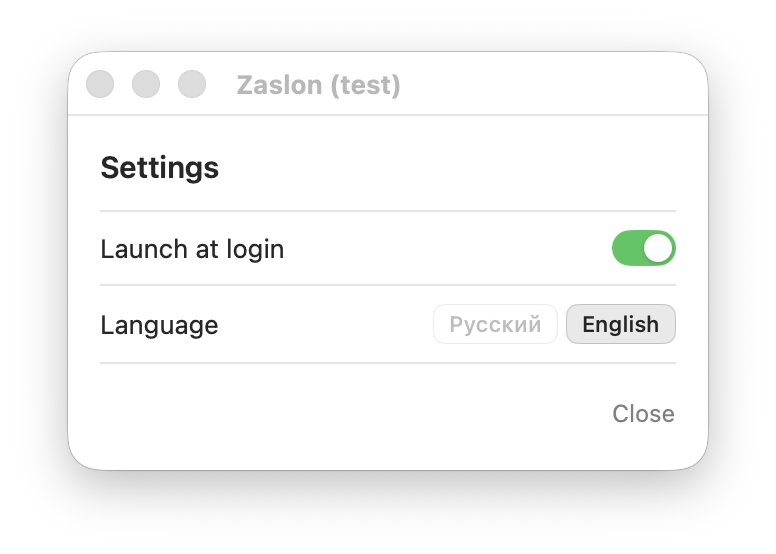 Zaslon (test)
Settings
Launch at login
Language
Русский
English
Close